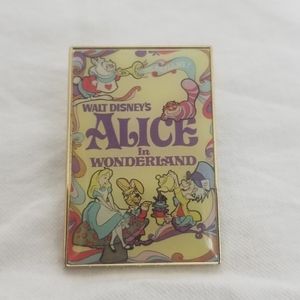 WALT DISNEY'S
ALICE
in
WONDERLAND